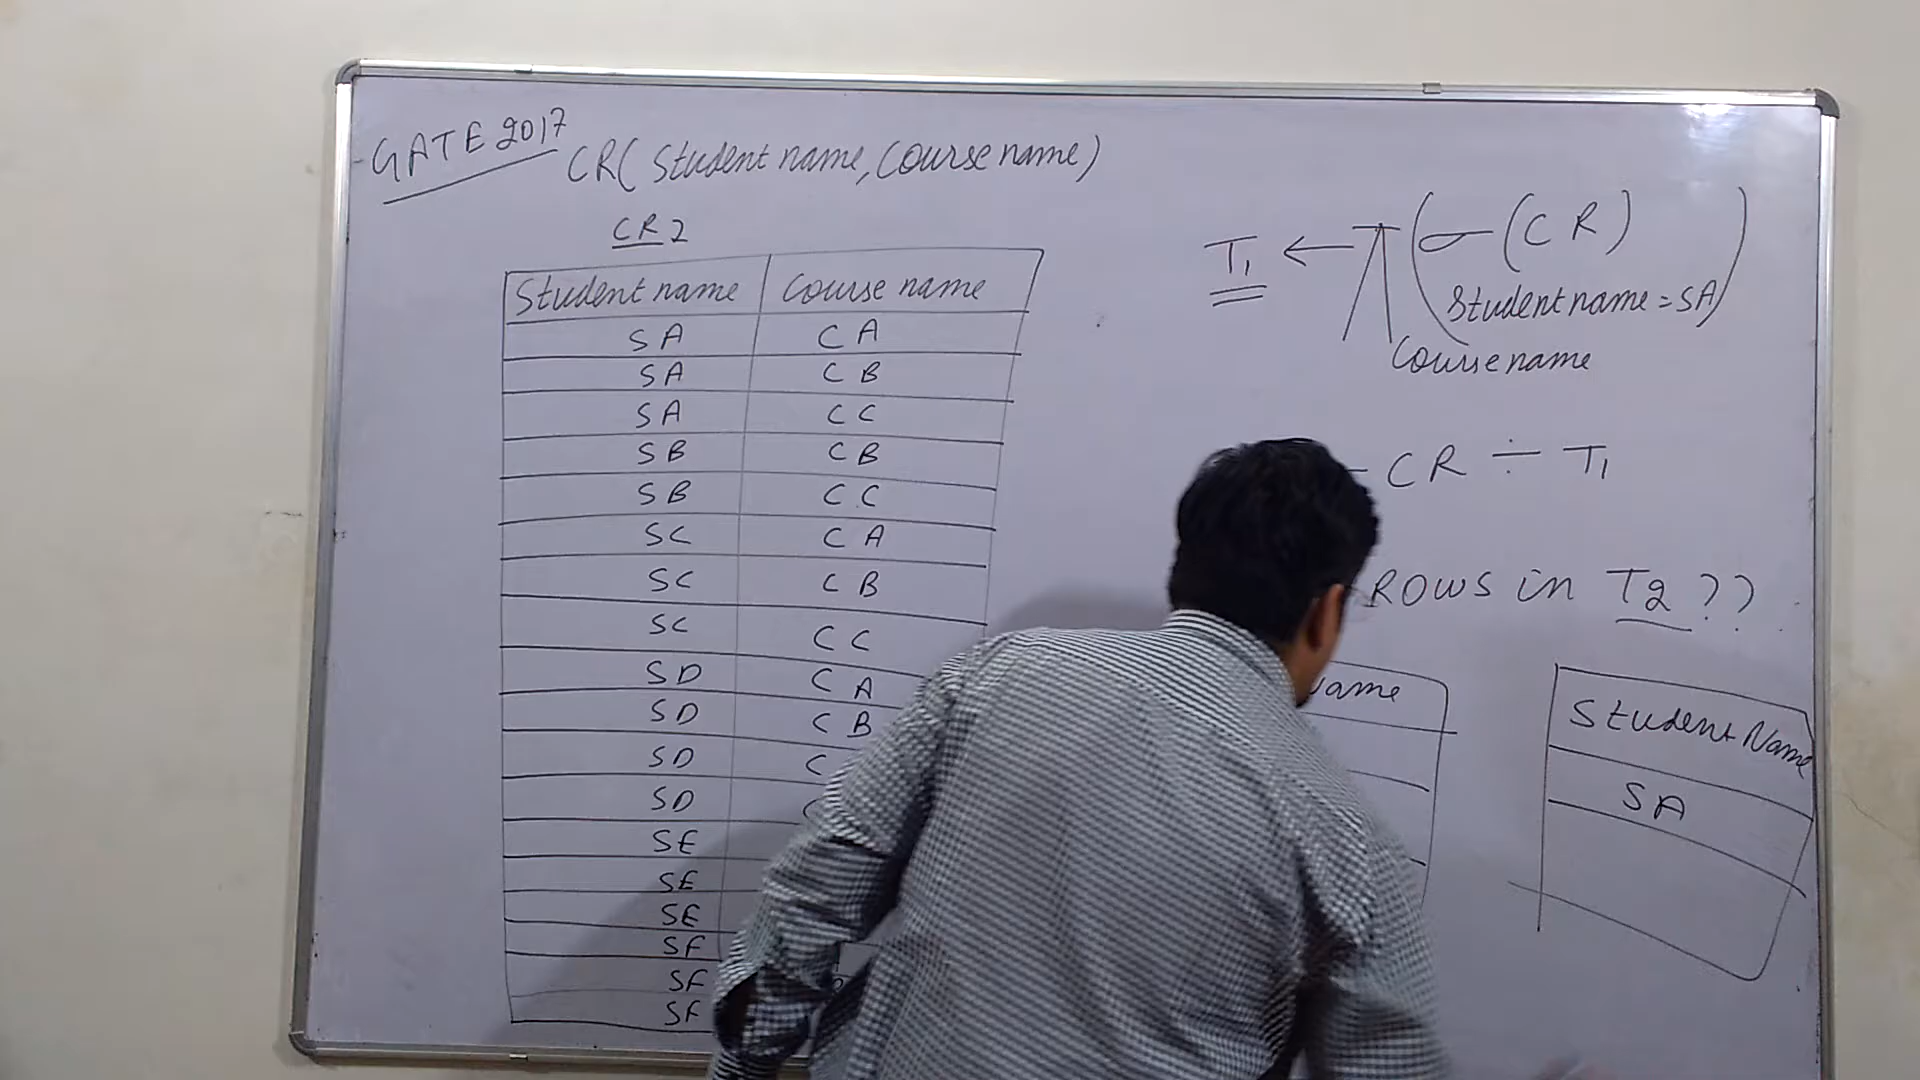 GATE 2017
CR( Student name, Course name)
CR 2
Student name Course name
SA CA
SA CB
SA CC
SB CB
SB CC
SC CA
SC CB
SC CC
SD CA
SD CB
SD C
SD
SE
SE
SE
SF
SF
SF
T1 ← π (σ (CR)
Student name = SA)
Course name
CR ÷ T1
ROWS in T2 ??
Name
Student Name
SA